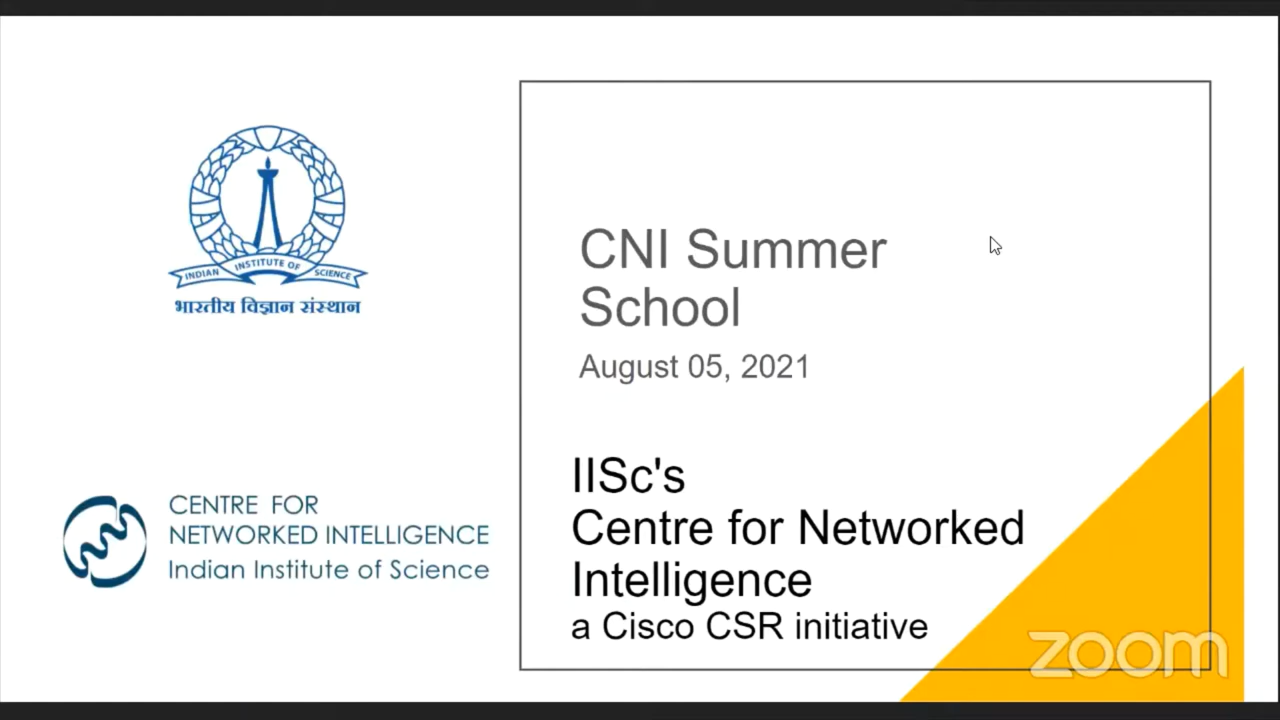 INDIAN INSTITUTE OF SCIENCE
भारतीय विज्ञान संस्थान
CENTRE FOR
NETWORKED INTELLIGENCE
Indian Institute of Science
CNI Summer
School
August 05, 2021
IISc's
Centre for Networked
Intelligence
a Cisco CSR initiative
zoom